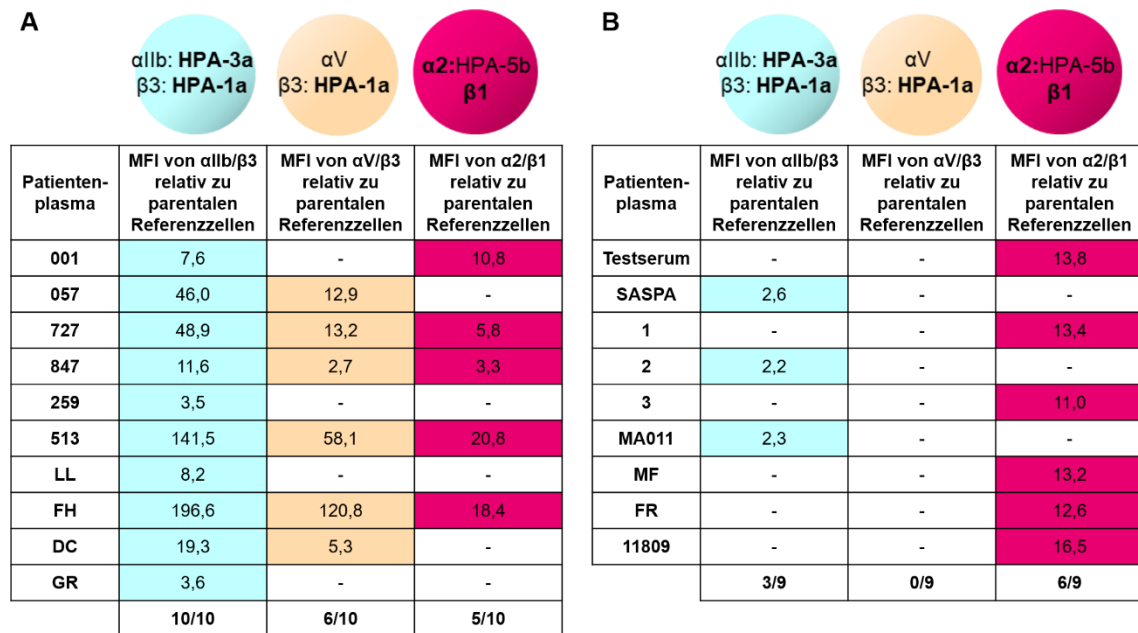 A
αIIb: HPA-3a
β3: HPA-1a
αV
β3: HPA-1a
α2:HPA-5b
β1
Patienten-
plasma
MFI von αIIb/β3
relativ zu
parentalen
Referenzzellen
MFI von αV/β3
relativ zu
parentalen
Referenzzellen
MFI von α2/β1
relativ zu
parentalen
Referenzzellen
001 7,6 - 10,8
057 46,0 12,9 -
727 48,9 13,2 5,8
847 11,6 2,7 3,3
259 3,5 - -
513 141,5 58,1 20,8
LL 8,2 - -
FH 196,6 120,8 18,4
DC 19,3 5,3 -
GR 3,6 - -
10/10 6/10 5/10
B
αIIb: HPA-3a
β3: HPA-1a
αV
β3: HPA-1a
α2:HPA-5b
β1
Patienten-
plasma
MFI von αIIb/β3
relativ zu
parentalen
Referenzzellen
MFI von αV/β3
relativ zu
parentalen
Referenzzellen
MFI von α2/β1
relativ zu
parentalen
Referenzzellen
Testserum - - 13,8
SASPA 2,6 - -
1 - - 13,4
2 2,2 - -
3 - - 11,0
MA011 2,3 - -
MF - - 13,2
FR - - 12,6
11809 - - 16,5
3/9 0/9 6/9